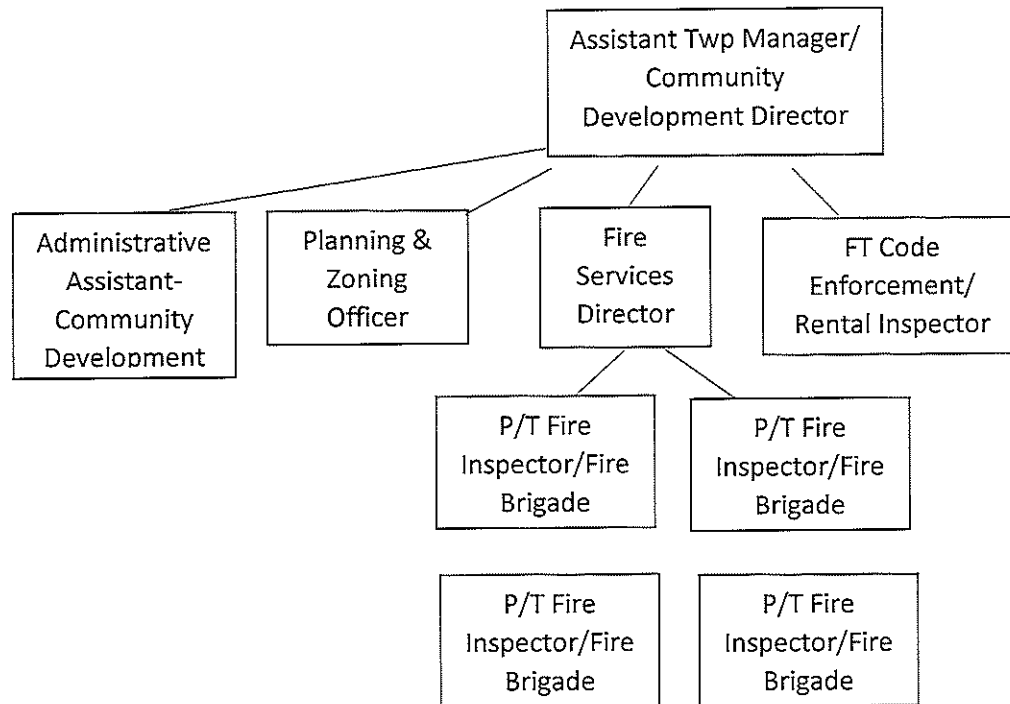 Assistant Twp Manager/
Community
Development Director
Administrative
Assistant-
Community
Development
Planning &
Zoning
Officer
Fire
Services
Director
FT Code
Enforcement/
Rental Inspector
P/T Fire
Inspector/Fire
Brigade
P/T Fire
Inspector/Fire
Brigade
P/T Fire
Inspector/Fire
Brigade
P/T Fire
Inspector/Fire
Brigade